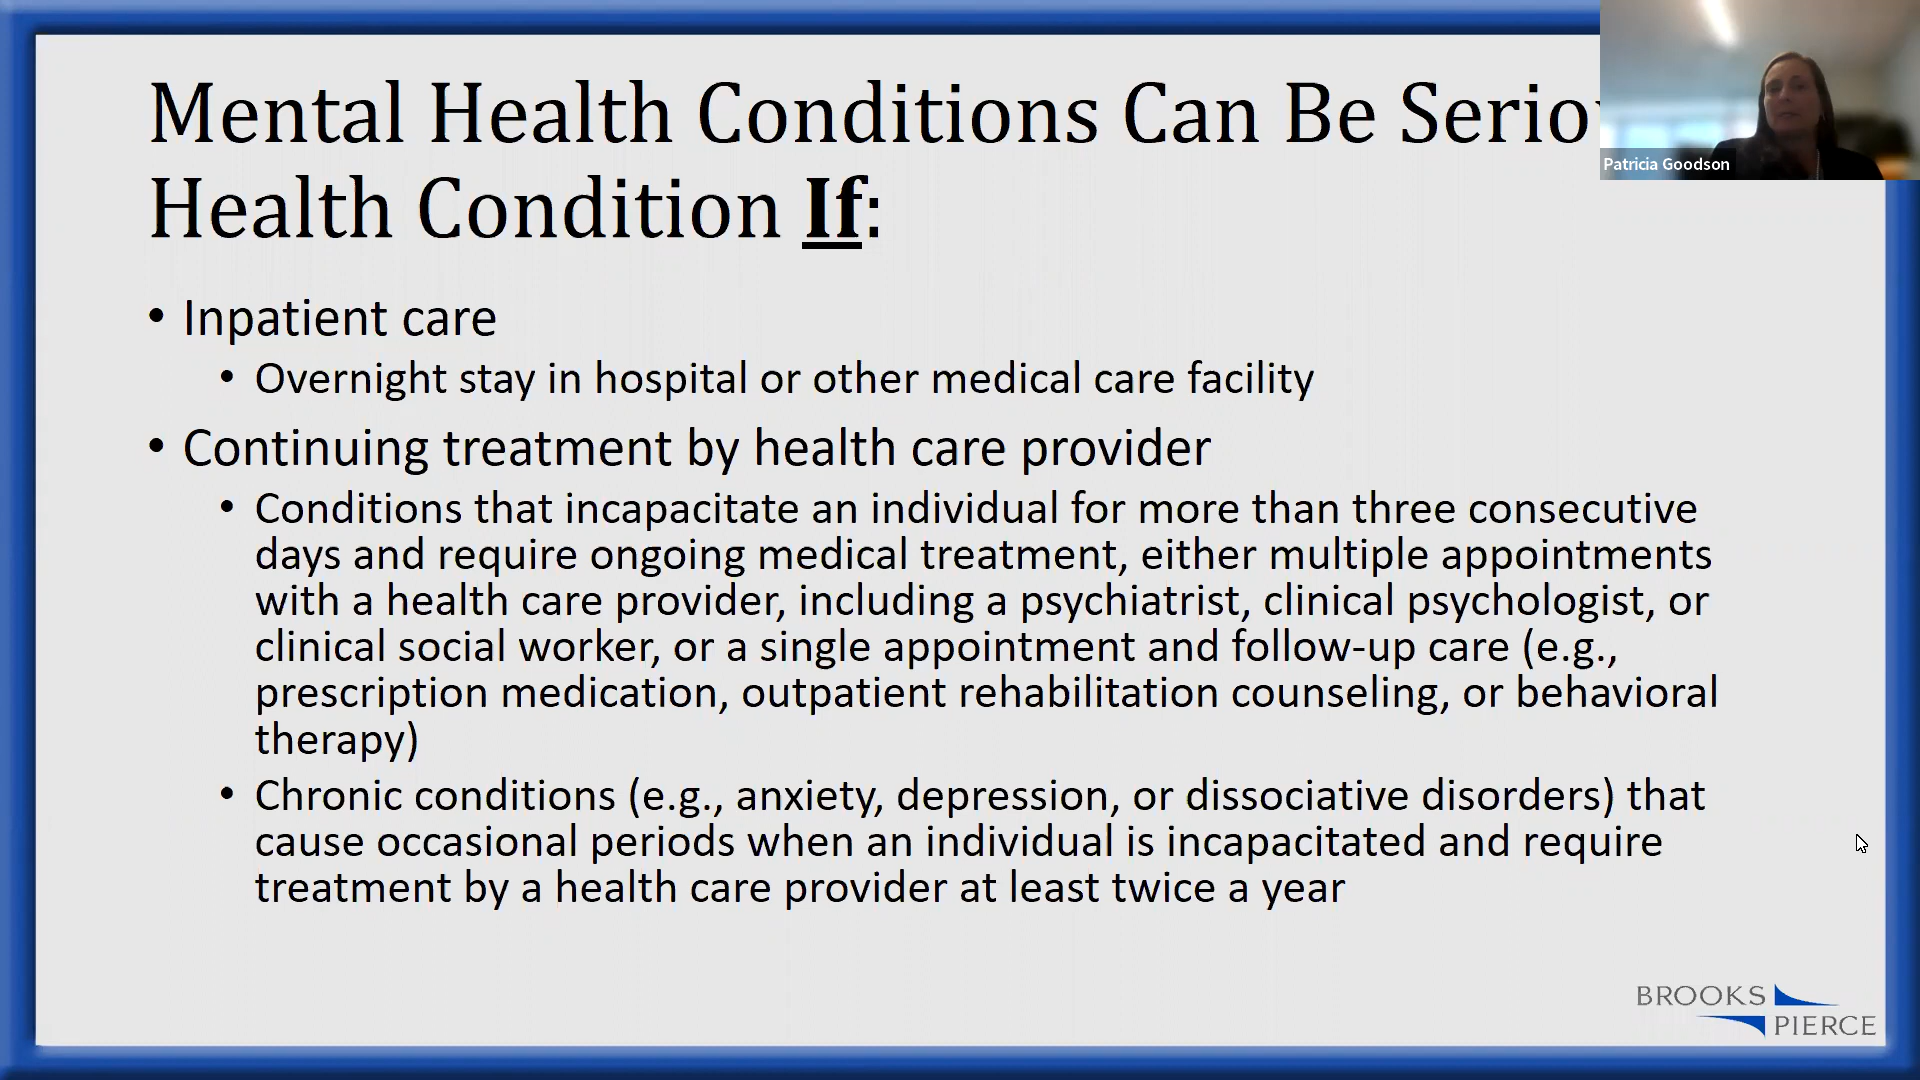 Mental Health Conditions Can Be
Health Condition If:
• Inpatient care
• Overnight stay in hospital or other medical care facility
• Continuing treatment by health care provider
• Conditions that incapacitate an individual for more than three consecutive
days and require ongoing medical treatment, either multiple appointments
with a health care provider, including a psychiatrist, clinical psychologist, or
clinical social worker, or a single appointment and follow-up care (e.g.,
prescription medication, outpatient rehabilitation counseling, or behavioral
therapy)
• Chronic conditions (e.g., anxiety, depression, or dissociative disorders) that
cause occasional periods when an individual is incapacitated and require
treatment by a health care provider at least twice a year
Patricia Goodson
BROOKS
PIERCE